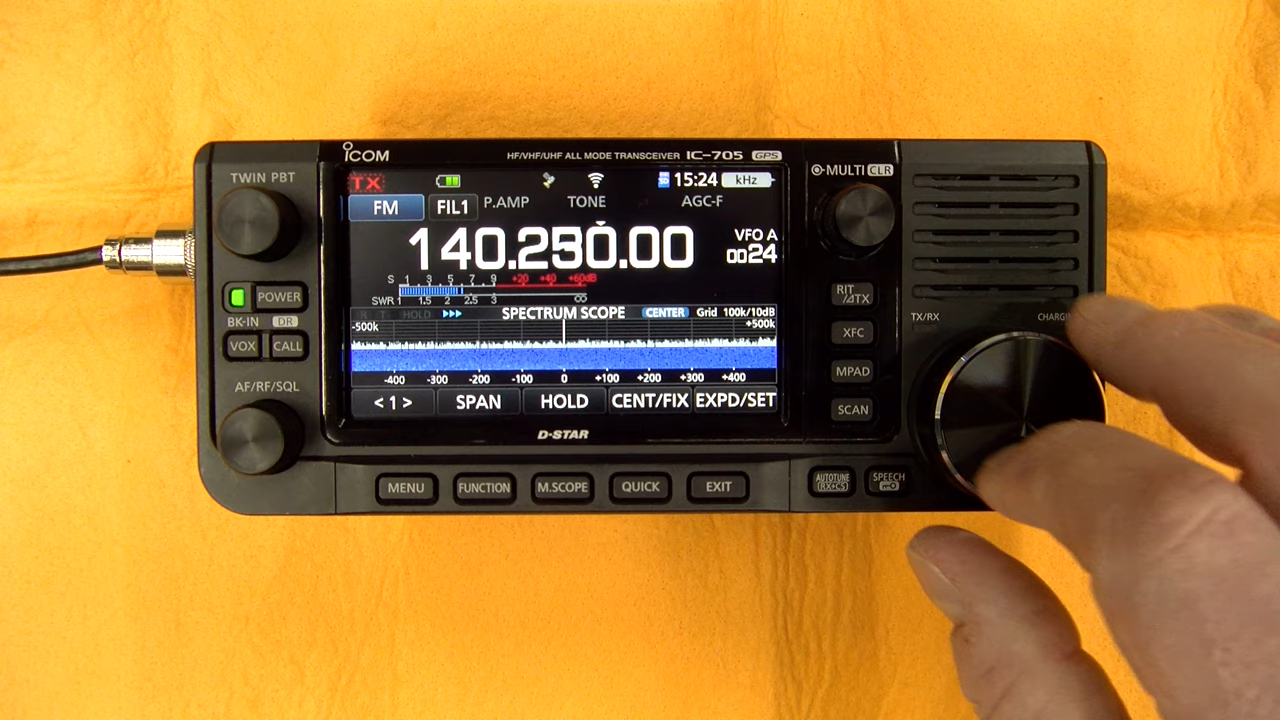 ICOM
HF/VHF/UHF ALL MODE TRANSCEIVER IC-705 GPS
TWIN PBT
POWER
BK-IN DR
VOX CALL
AF/RF/SQL
TX 15:24 kHz
FM FIL1 P.AMP TONE AGC-F
VFO A
0024
S 1 3 5 7 9 +20 +40 +60dB
SWR 1 1.5 2 2.5 3 ∞
HOLD SPECTRUM SCOPE CENTER Grid 100k/10dB
-500k +500k
-400 -300 -200 -100 0 +100 +200 +300 +400
< 1 > SPAN HOLD CENT/FIX EXPD/SET
D-STAR
MENU FUNCTION M.SCOPE QUICK EXIT
MULTI CLR
RIT
/⊿TX
XFC
MPAD
SCAN
TX/RX
AUTOTUNE
RX→CS
SPEECH